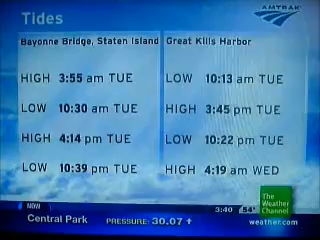 Tides
AMTRAK
Bayonne Bridge, Staten Island
HIGH 3:55 am TUE
LOW 10:30 am TUE
HIGH 4:14 pm TUE
LOW 10:39 pm TUE
Great Kills Harbor
LOW 10:13 am TUE
HIGH 3:45 pm TUE
LOW 10:22 pm TUE
HIGH 4:19 am WED
The Weather Channel
NOW
3:40 54°
Central Park PRESSURE: 30.07 ↑
weather.com